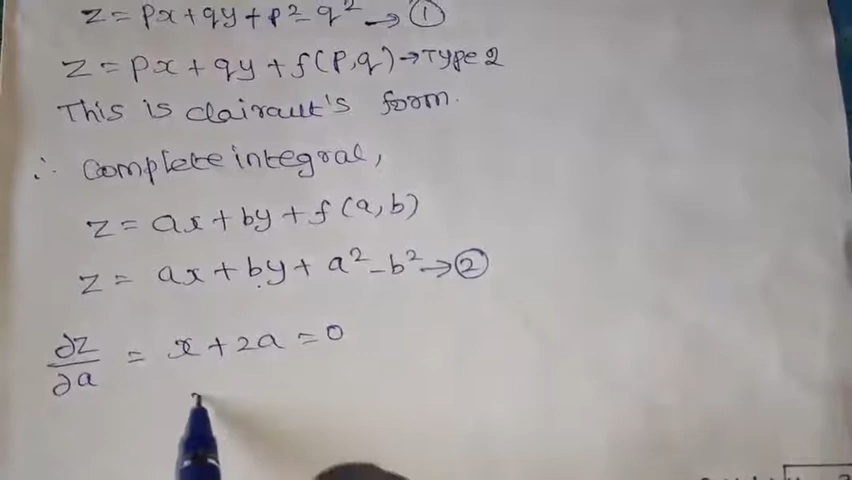 z = px + qy + p² - q² → ①
z = px + qy + f(p,q) → Type 2
This is clairaut's form.
∴ Complete integral,
z = ax + by + f(a,b)
z = ax + by + a² - b² → ②
∂z/∂a = x + 2a = 0